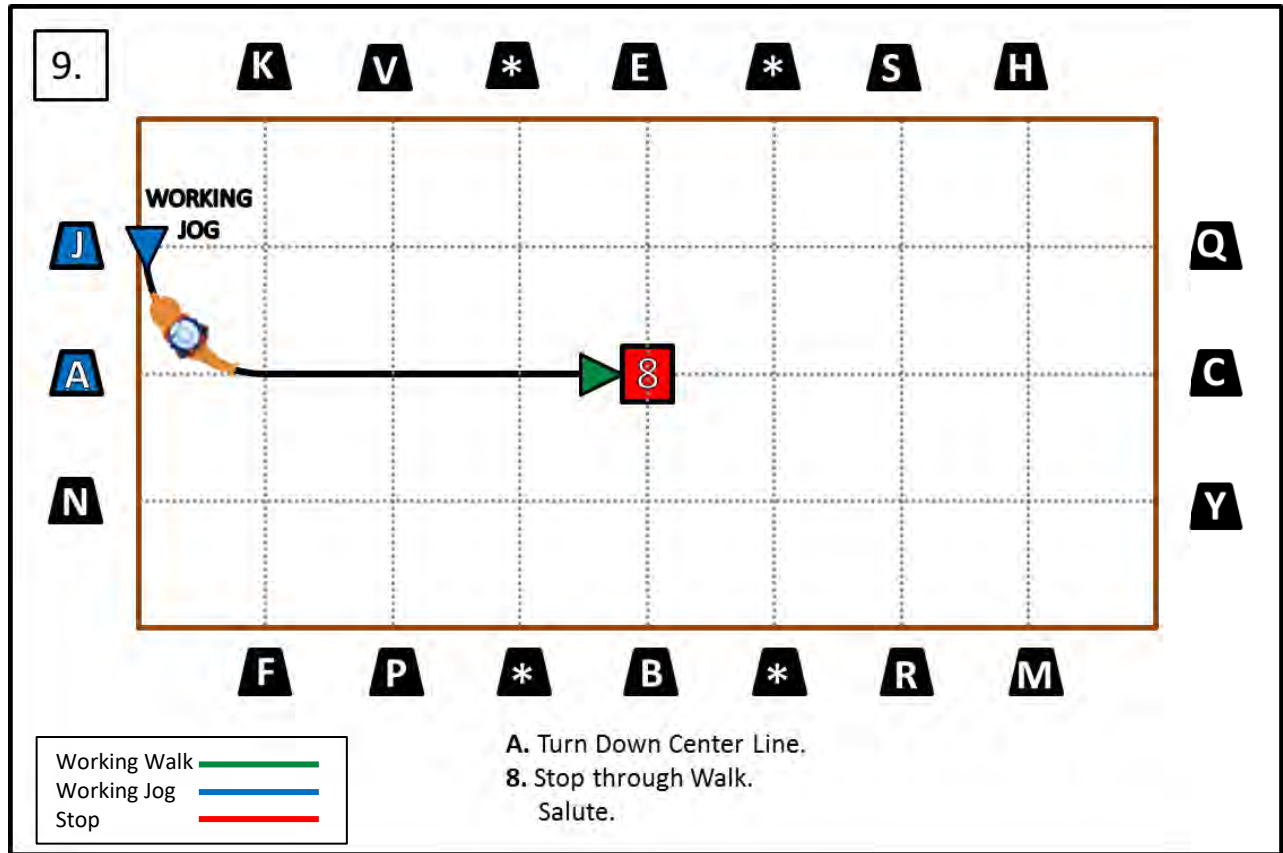 9.
K V * E * S H
WORKING
JOG
J
Q
A
8
C
N
Y
F P * B * R M
A. Turn Down Center Line.
8. Stop through Walk.
Salute.
Working Walk
Working Jog
Stop